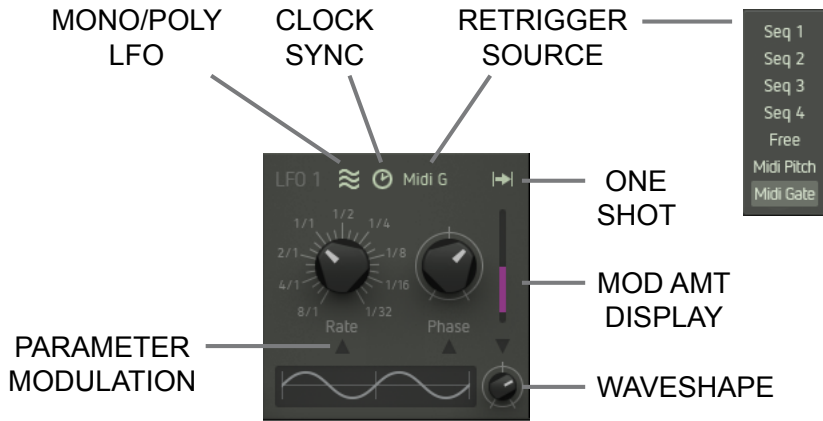 MONO/POLY
LFO
CLOCK
SYNC
RETRIGGER
SOURCE
Seq 1
Seq 2
Seq 3
Seq 4
Free
Midi Pitch
Midi Gate
LFO 1
Midi G
ONE
SHOT
1/2
1/1
1/4
2/1
1/8
4/1
1/16
8/1
1/32
Rate
Phase
MOD AMT
DISPLAY
PARAMETER
MODULATION
WAVESHAPE